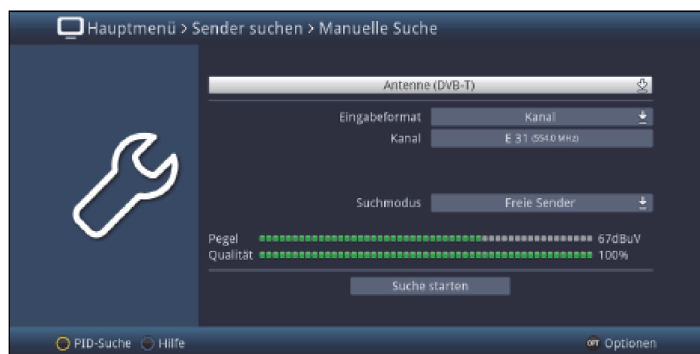 Hauptmenü > Sender suchen > Manuelle Suche
Antenne (DVB-T)
Eingabeformat Kanal
Kanal E 31 (554.0 MHz)
Suchmodus Freie Sender
Pegel 67dBuV
Qualität 100%
Suche starten
PID-Suche Hilfe OPT Optionen